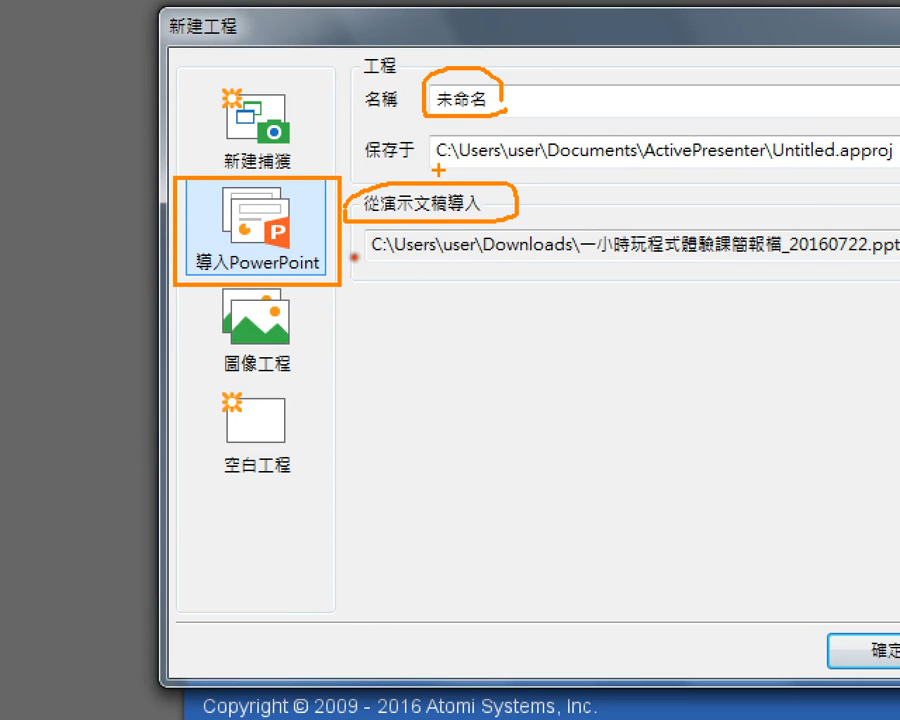 新建工程
新建捕獲
導入PowerPoint
圖像工程
空白工程
工程
名稱
未命名
保存于
C:\Users\user\Documents\ActivePresenter\Untitled.approj
從演示文稿導入
C:\Users\user\Downloads\一小時玩程式體驗課簡報檔_20160722.ppt
確定
Copyright © 2009 - 2016 Atomi Systems, Inc.